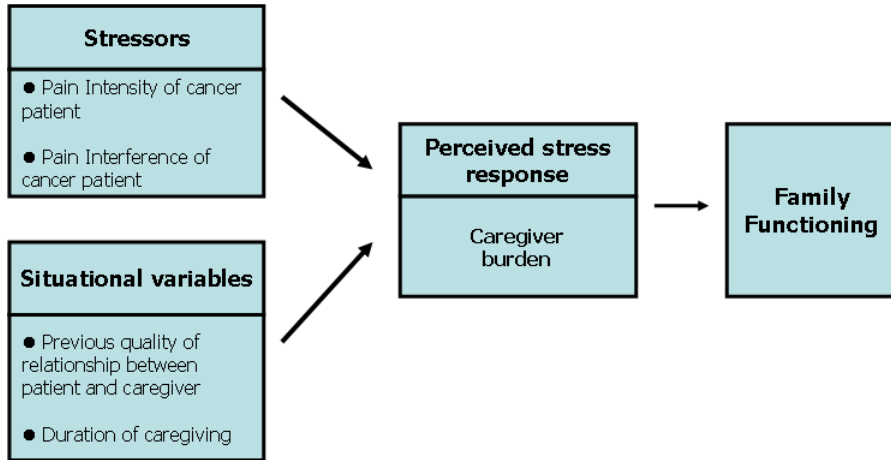 Stressors
● Pain Intensity of cancer
patient
● Pain Interference of
cancer patient
Situational variables
● Previous quality of
relationship between
patient and caregiver
● Duration of caregiving
Perceived stress
response
Caregiver
burden
Family
Functioning